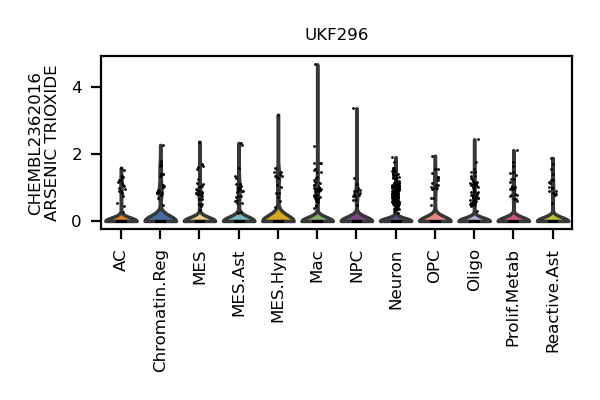 UKF296
CHEMBL2362016
ARSENIC TRIOXIDE
4
2
0
AC
Chromatin.Reg
MES
MES.Ast
MES.Hyp
Mac
NPC
Neuron
OPC
Oligo
Prolif.Metab
Reactive.Ast